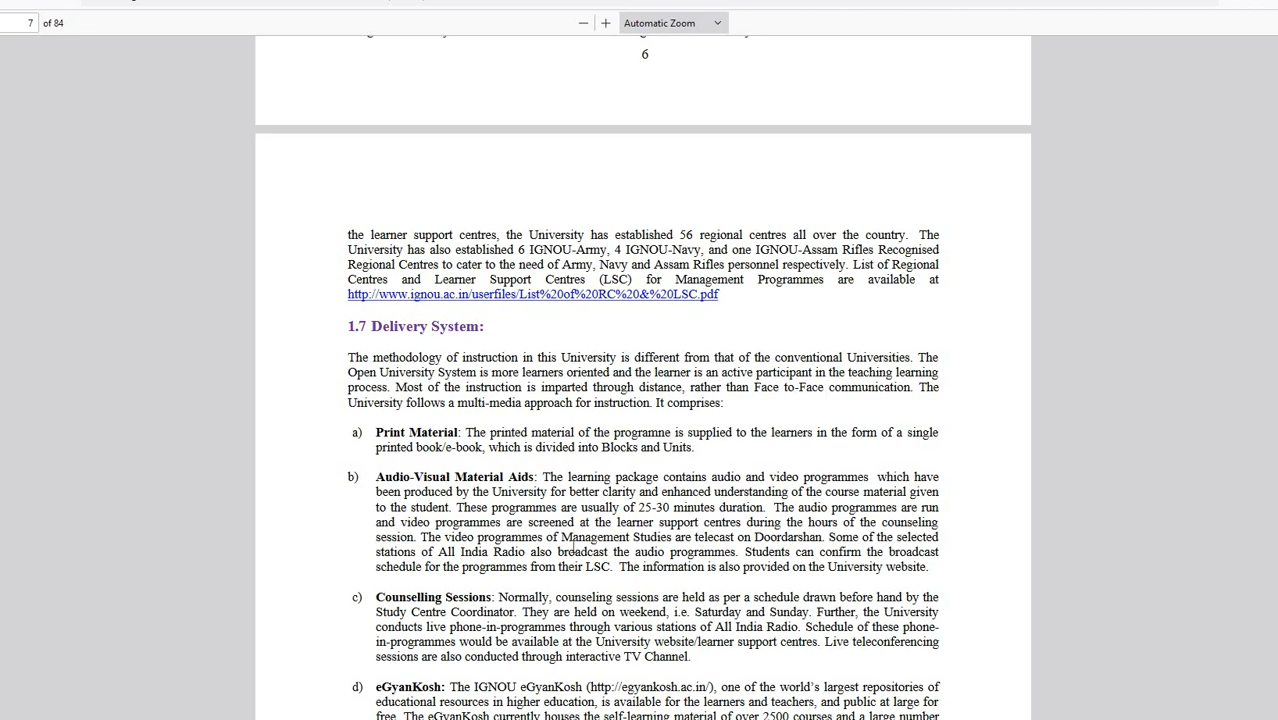 7 of 84
Automatic Zoom
6
the learner support centres, the University has established 56 regional centres all over the country. The
University has also established 6 IGNOU-Army, 4 IGNOU-Navy, and one IGNOU-Assam Rifles Recognised
Regional Centres to cater to the need of Army, Navy and Assam Rifles personnel respectively. List of Regional
Centres and Learner Support Centres (LSC) for Management Programmes are available at
http://www.ignou.ac.in/userfiles/List%20of%20RC%20&%20LSC.pdf
1.7 Delivery System:
The methodology of instruction in this University is different from that of the conventional Universities. The
Open University System is more learners oriented and the learner is an active participant in the teaching learning
process. Most of the instruction is imparted through distance, rather than Face to-Face communication. The
University follows a multi-media approach for instruction. It comprises:
a) Print Material: The printed material of the programne is supplied to the learners in the form of a single
printed book/e-book, which is divided into Blocks and Units.
b) Audio-Visual Material Aids: The learning package contains audio and video programmes which have
been produced by the University for better clarity and enhanced understanding of the course material given
to the student. These programmes are usually of 25-30 minutes duration. The audio programmes are run
and video programmes are screened at the learner support centres during the hours of the counseling
session. The video programmes of Management Studies are telecast on Doordarshan. Some of the selected
stations of All India Radio also broadcast the audio programmes. Students can confirm the broadcast
schedule for the programmes from their LSC. The information is also provided on the University website.
c) Counselling Sessions: Normally, counseling sessions are held as per a schedule drawn before hand by the
Study Centre Coordinator. They are held on weekend, i.e. Saturday and Sunday. Further, the University
conducts live phone-in-programmes through various stations of All India Radio. Schedule of these phone-
in-programmes would be available at the University website/learner support centres. Live teleconferencing
sessions are also conducted through interactive TV Channel.
d) eGyanKosh: The IGNOU eGyanKosh (http://egyankosh.ac.in/), one of the world's largest repositories of
educational resources in higher education, is available for the learners and teachers, and public at large for
free. The eGyanKosh currently houses the self-learning material of over 2500 courses and a large number